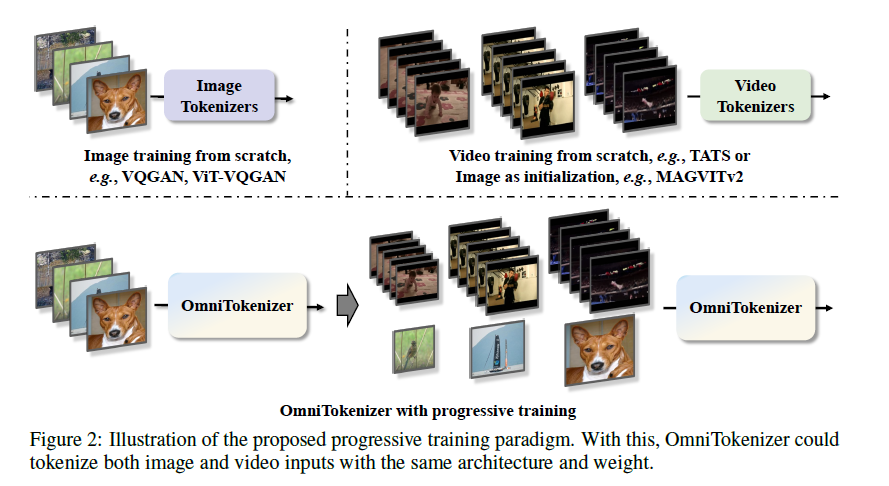 Image
Tokenizers
Image training from scratch,
e.g., VQGAN, ViT-VQGAN
Video
Tokenizers
Video training from scratch, e.g., TATS or
Image as initialization, e.g., MAGVITv2
OmniTokenizer
OmniTokenizer
OmniTokenizer with progressive training
Figure 2: Illustration of the proposed progressive training paradigm. With this, OmniTokenizer could
tokenize both image and video inputs with the same architecture and weight.